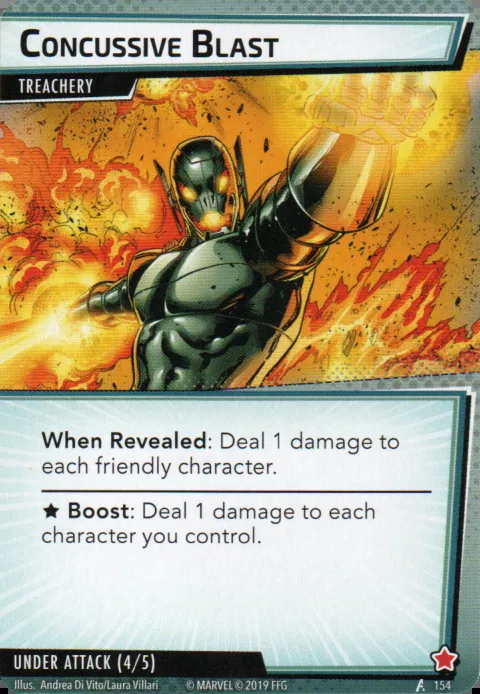 CONCUSSIVE BLAST
TREACHERY
When Revealed: Deal 1 damage to
each friendly character.
★ Boost: Deal 1 damage to each
character you control.
UNDER ATTACK (4/5)
Illus. Andrea Di Vito/Laura Villari © MARVEL © 2019 FFG 154